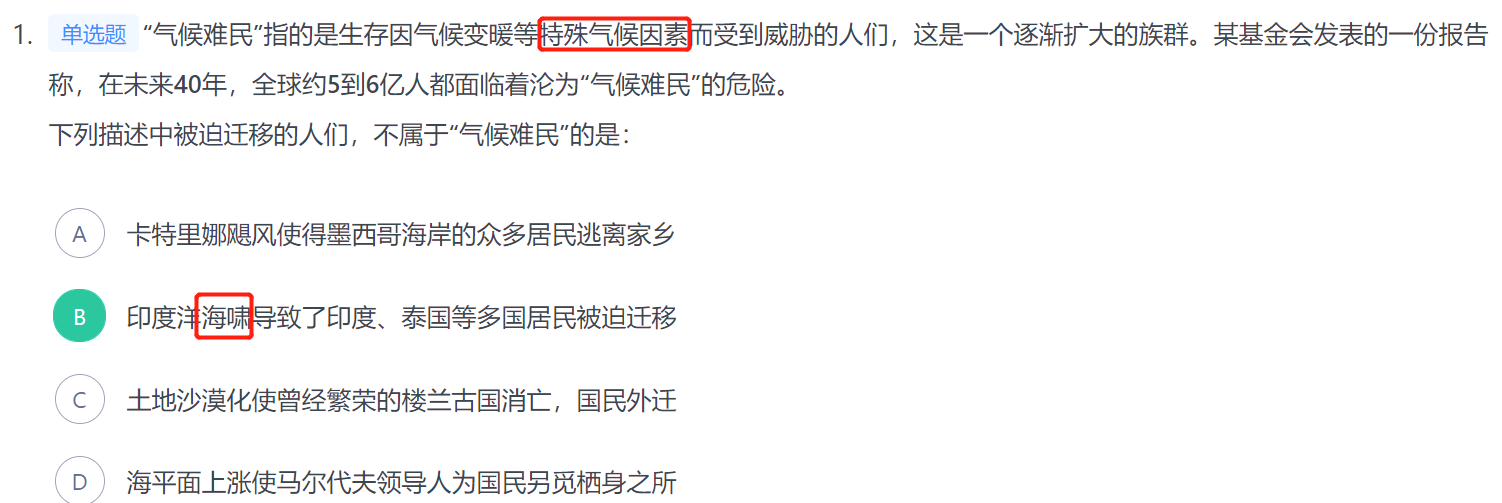 1. 单选题 “气候难民”指的是生存因气候变暖等特殊气候因素而受到威胁的人们，这是一个逐渐扩大的族群。某基金会发表的一份报告
称，在未来40年，全球约5到6亿人都面临着沦为“气候难民”的危险。
下列描述中被迫迁移的人们，不属于“气候难民”的是：
A 卡特里娜飓风使得墨西哥海岸的众多居民逃离家乡
B 印度洋海啸导致了印度、泰国等多国居民被迫迁移
C 土地沙漠化使曾经繁荣的楼兰古国消亡，国民外迁
D 海平面上涨使马尔代夫领导人为国民另觅栖身之所